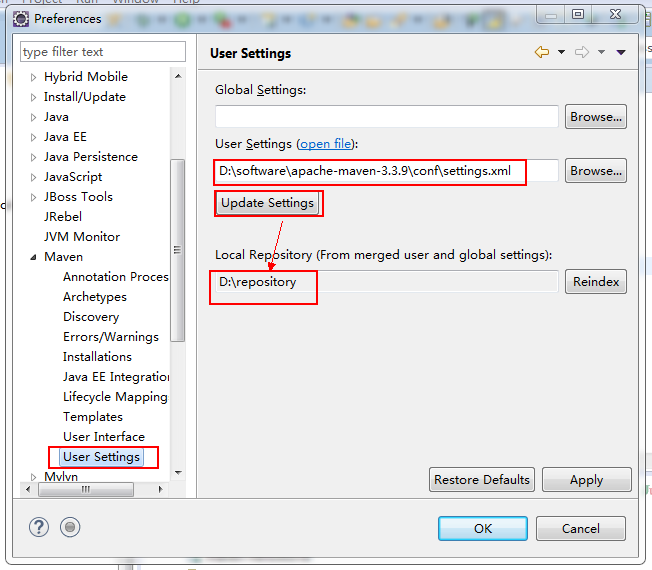 Preferences
type filter text
Hybrid Mobile
Install/Update
Java
Java EE
Java Persistence
JavaScript
JBoss Tools
JRebel
JVM Monitor
Maven
Annotation Proces
Archetypes
Discovery
Errors/Warnings
Installations
Java EE Integration
Lifecycle Mapping
Templates
User Interface
User Settings
Mylyn
User Settings
Global Settings:
Browse...
User Settings (open file):
D:\software\apache-maven-3.3.9\conf\settings.xml
Browse...
Update Settings
Local Repository (From merged user and global settings):
D:\repository
Reindex
Restore Defaults
Apply
?
OK
Cancel